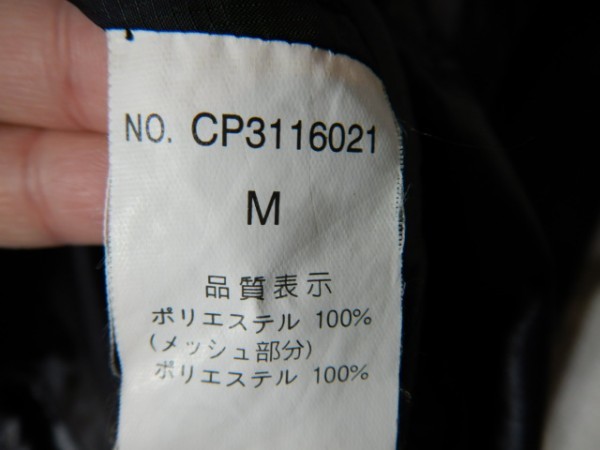 NO. CP3116021
M
品質表示
ポリエステル 100%
(メッシュ部分)
ポリエステル 100%